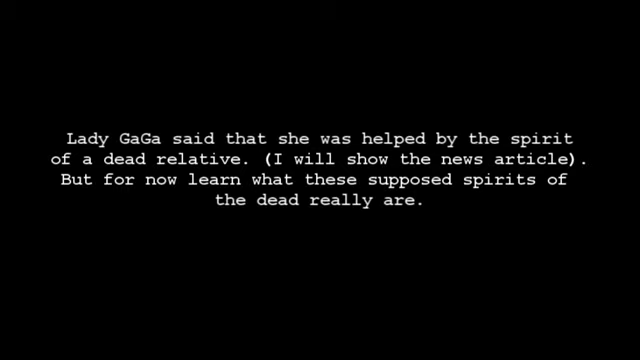 Lady GaGa said that she was helped by the spirit
of a dead relative. (I will show the news article).
But for now learn what these supposed spirits of
the dead really are.